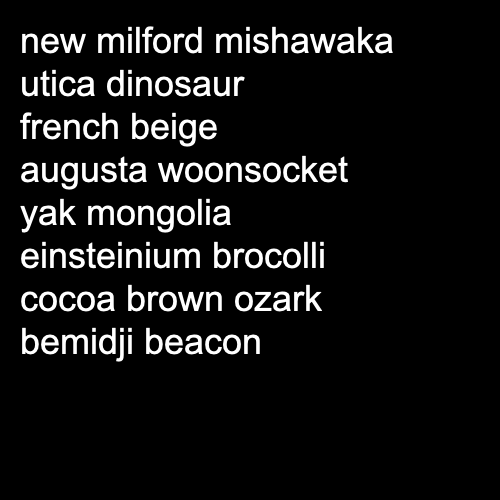 new milford mishawaka
utica dinosaur
french beige
augusta woonsocket
yak mongolia
einsteinium brocolli
cocoa brown ozark
bemidji beacon